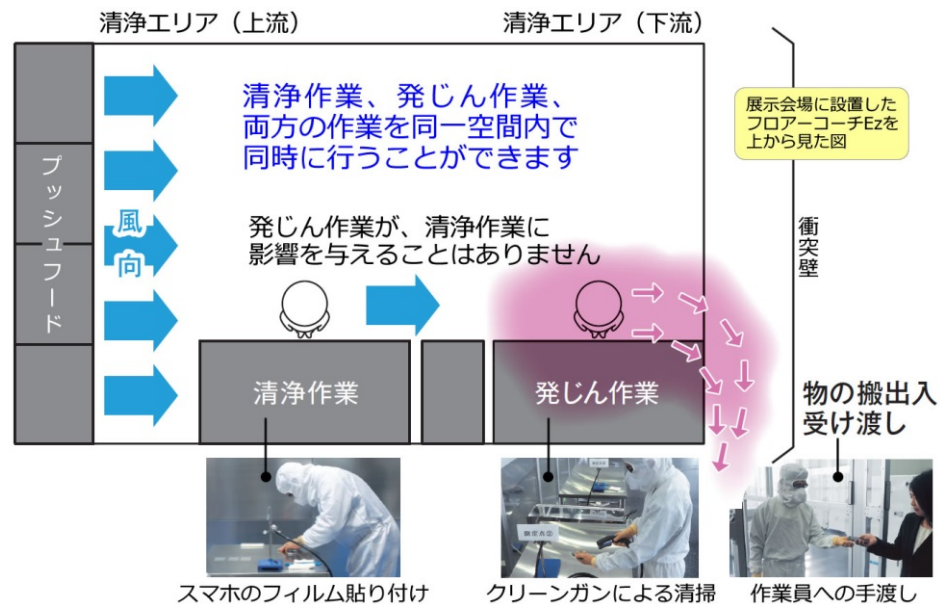 清浄エリア（上流）
清浄エリア（下流）
清浄作業、発じん作業、
両方の作業を同一空間内で
同時に行うことができます
展示会場に設置した
フロアーコーチEzを
上から見た図
プッシュフード
風向
衝突壁
発じん作業が、清浄作業に
影響を与えることはありません
清浄作業
発じん作業
物の搬出入
受け渡し
スマホのフィルム貼り付け
クリーンガンによる清掃
作業員への手渡し